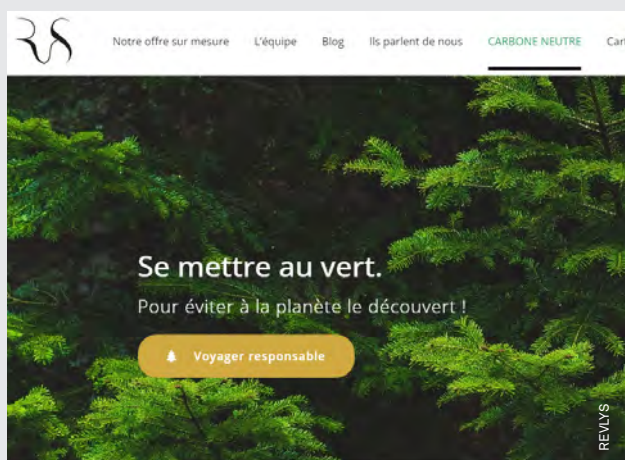 Notre offre sur mesure L'équipe Blog Ils parlent de nous CARBONE NEUTRE
Se mettre au vert.
Pour éviter à la planète le découvert !
Voyager responsable
REVLYS